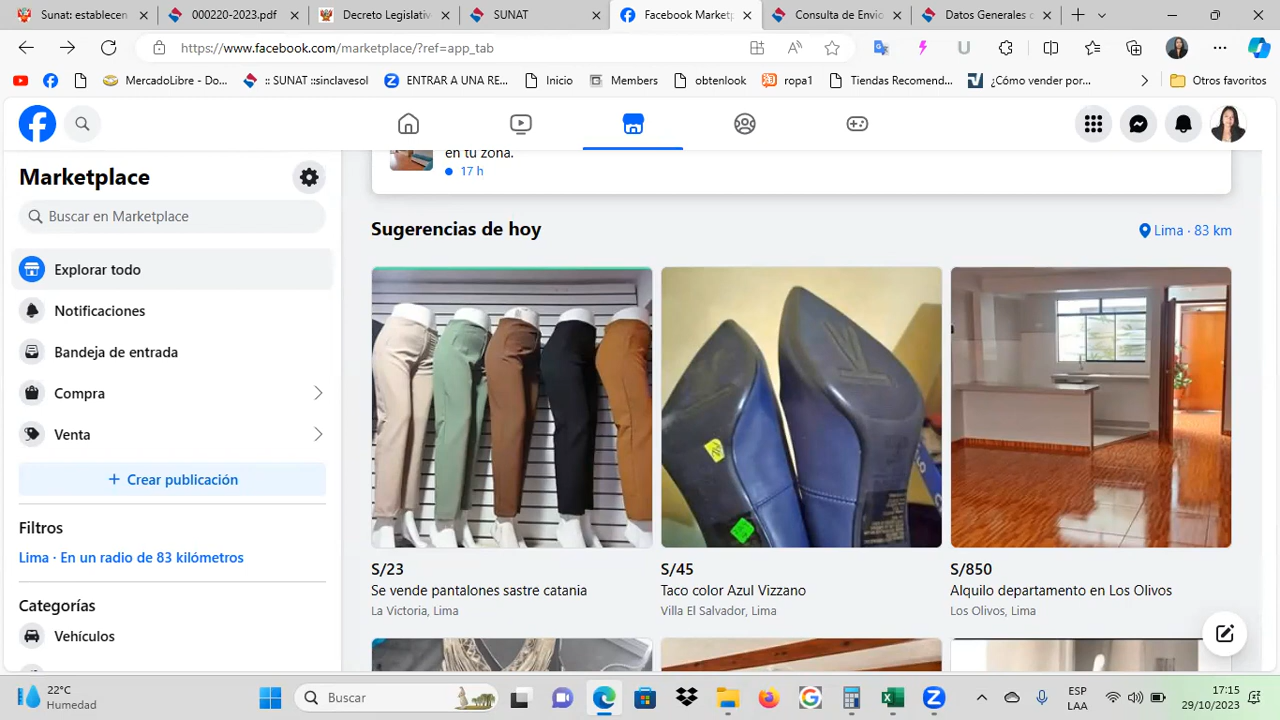 Sunat establecen
000220-2023.pdf
Decreto Legislativ
SUNAT
Facebook Market
Consulta de Envio
Datos Generales
https://www.facebook.com/marketplace/?ref=app_tab
MercadoLibre - Do...
:: SUNAT ::sinclavesol
ENTRAR A UNA RE...
Inicio
Members
obtenlook
ropa1
Tiendas Recomend...
¿Cómo vender por...
Otros favoritos
Marketplace
Buscar en Marketplace
Explorar todo
Notificaciones
Bandeja de entrada
Compra
Venta
+ Crear publicación
Filtros
Lima · En un radio de 83 kilómetros
Categorías
Vehículos
en tu zona.
17 h
Sugerencias de hoy
Lima · 83 km
S/23
Se vende pantalones sastre catania
La Victoria, Lima
S/45
Taco color Azul Vizzano
Villa El Salvador, Lima
S/850
Alquilo departamento en Los Olivos
Los Olivos, Lima
22°C
Humedad
Buscar
ESP
LAA
17:15
29/10/2023